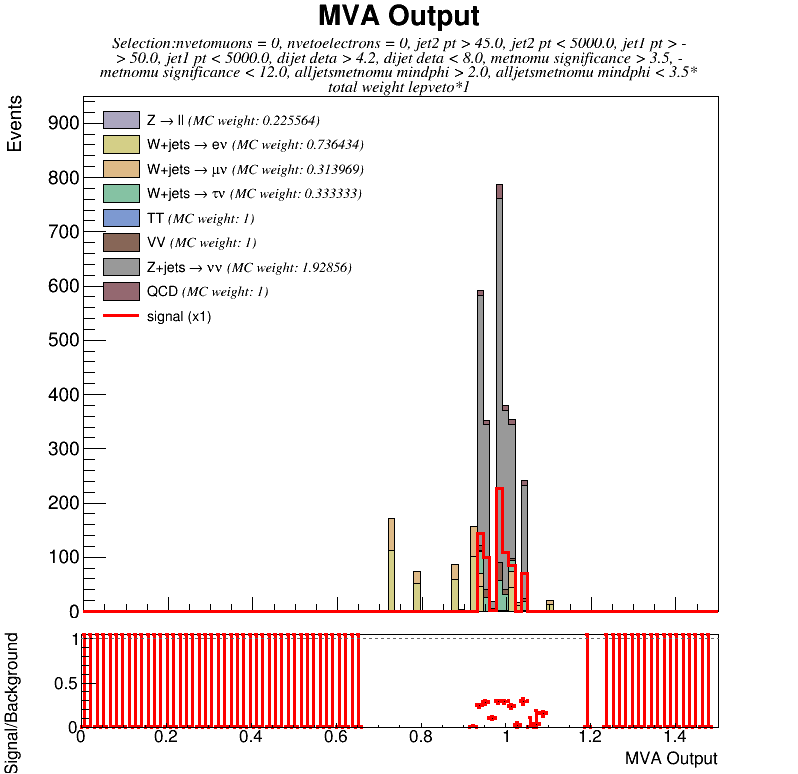 MVA Output
Selection:nvetomuons = 0, nvetoelectrons = 0, jet2 pt > 45.0, jet2 pt < 5000.0, jet1 pt > -
> 50.0, jet1 pt < 5000.0, dijet deta > 4.2, dijet deta < 8.0, metnomu significance > 3.5, -
metnomu significance < 12.0, alljetsmetnomu mindphi > 2.0, alljetsmetnomu mindphi < 3.5*
total weight lepveto*1
Events
900
800
700
600
500
400
300
200
100
0
Z → ll (MC weight: 0.225564)
W+jets → eν (MC weight: 0.736434)
W+jets → μν (MC weight: 0.313969)
W+jets → τν (MC weight: 0.333333)
TT (MC weight: 1)
VV (MC weight: 1)
Z+jets → νν (MC weight: 1.92856)
QCD (MC weight: 1)
signal (x1)
Signal/Background
1
0.5
0
0 0.2 0.4 0.6 0.8 1 1.2 1.4
MVA Output